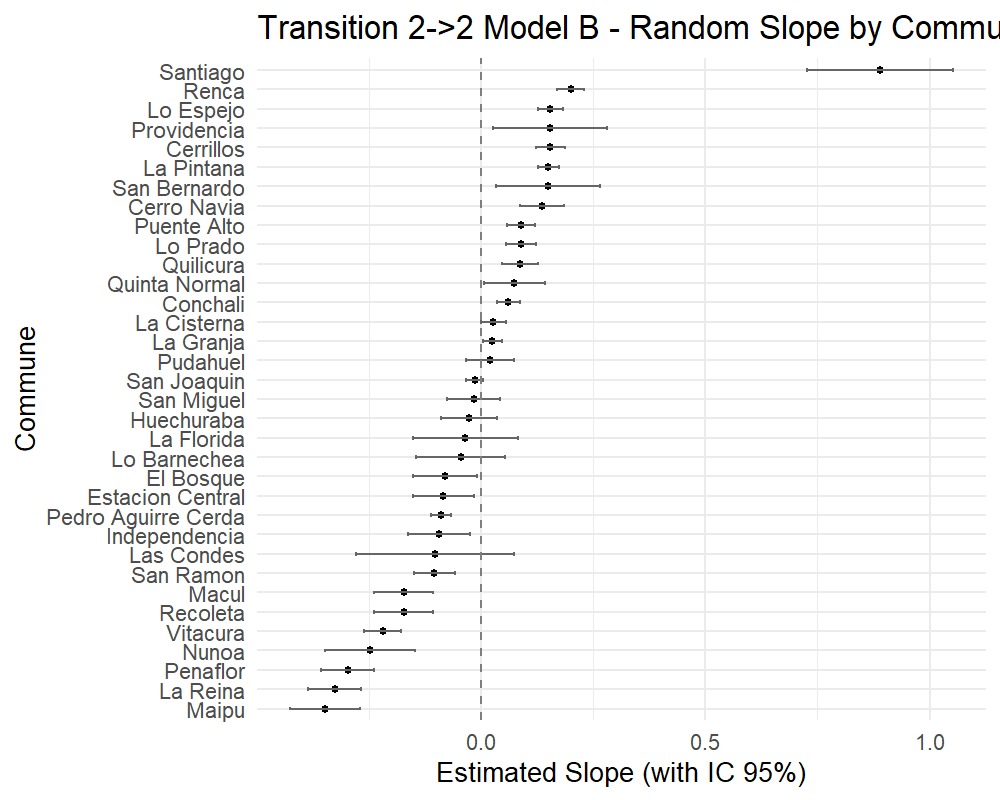 Transition 2->2 Model B - Random Slope by Commu
Santiago
Renca
Lo Espejo
Providencia
Cerrillos
La Pintana
San Bernardo
Cerro Navia
Puente Alto
Lo Prado
Quilicura
Quinta Normal
Conchali
La Cisterna
La Granja
Pudahuel
San Joaquin
San Miguel
Huechuraba
La Florida
Lo Barnechea
El Bosque
Estacion Central
Pedro Aguirre Cerda
Independencia
Las Condes
San Ramon
Macul
Recoleta
Vitacura
Nunoa
Penaflor
La Reina
Maipu
Commune
0.0 0.5 1.0
Estimated Slope (with IC 95%)